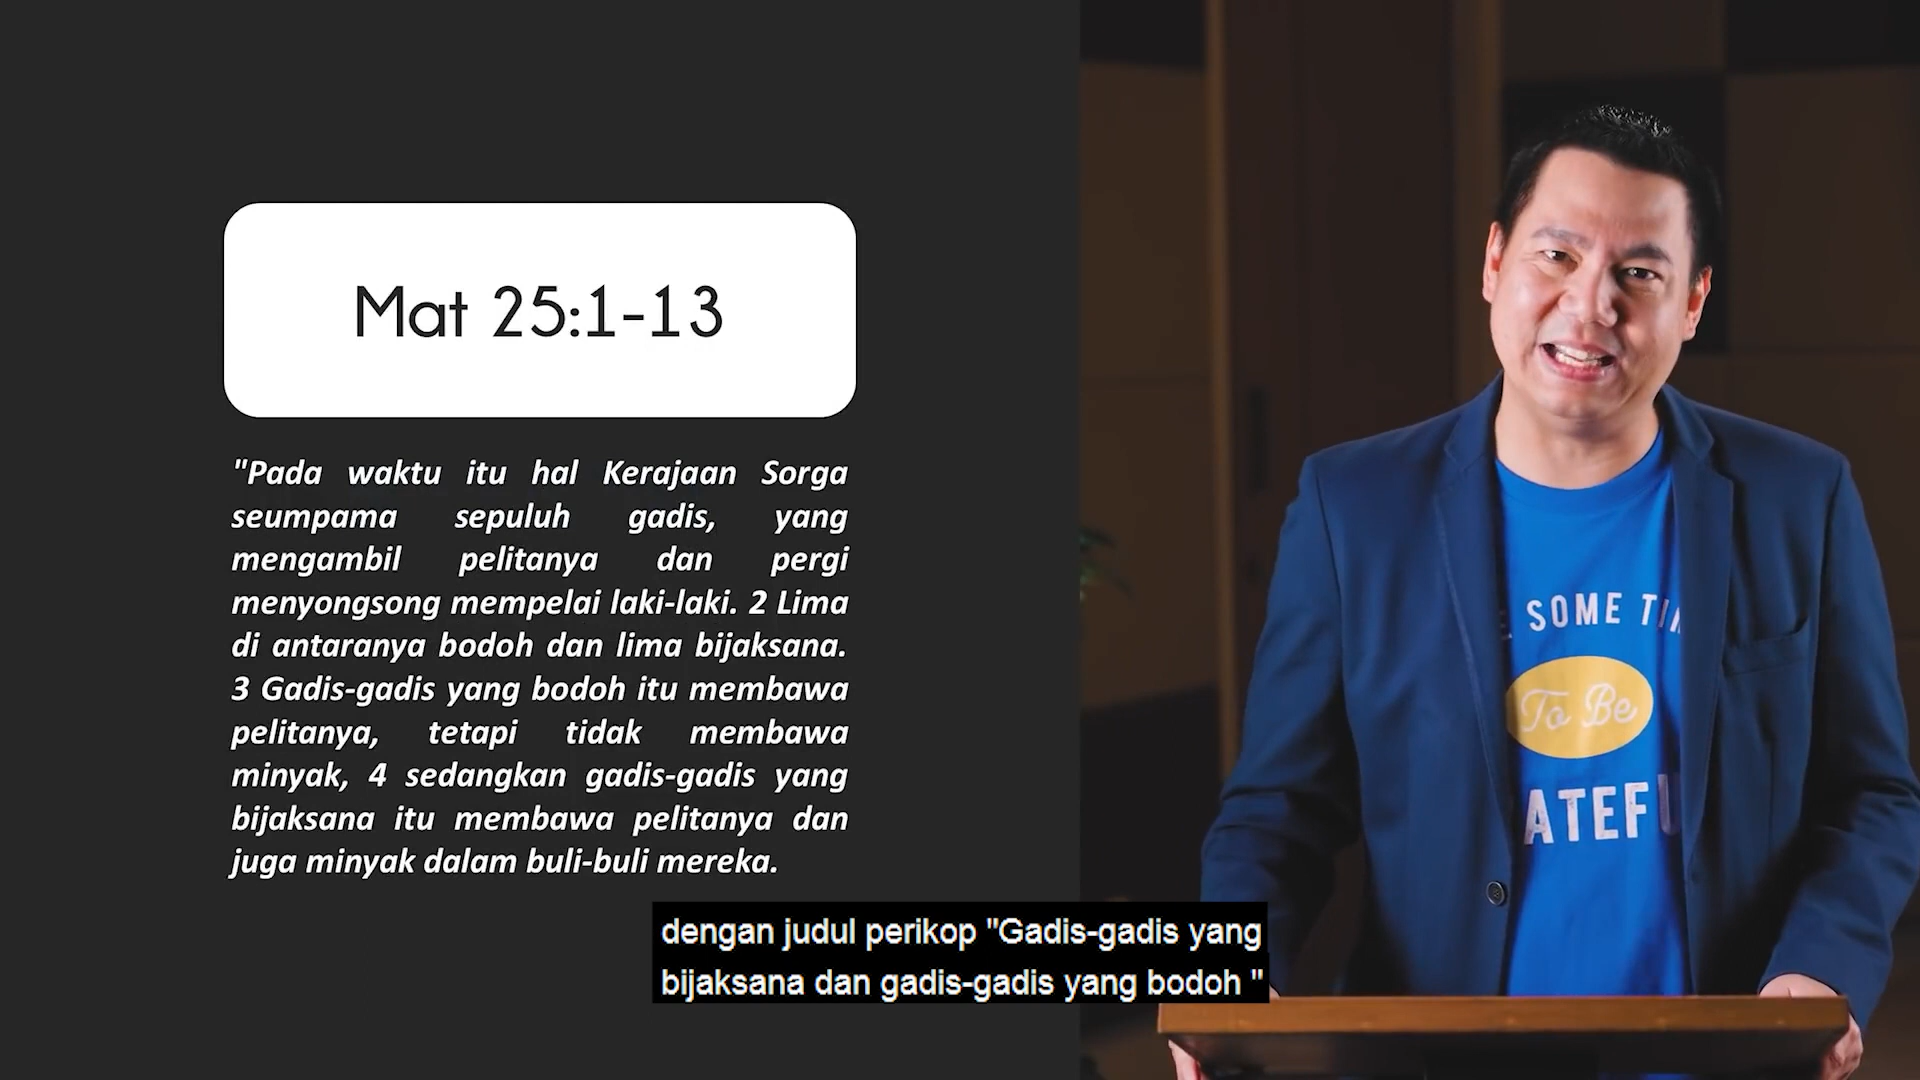 Mat 25:1-13
"Pada waktu itu hal Kerajaan Sorga
seumpama sepuluh gadis, yang
mengambil pelitanya dan pergi
menyongsong mempelai laki-laki. 2 Lima
di antaranya bodoh dan lima bijaksana.
3 Gadis-gadis yang bodoh itu membawa
pelitanya, tetapi tidak membawa
minyak, 4 sedangkan gadis-gadis yang
bijaksana itu membawa pelitanya dan
juga minyak dalam buli-buli mereka.
SOME
To Be
ATEFU
dengan judul perikop "Gadis-gadis yang
bijaksana dan gadis-gadis yang bodoh "